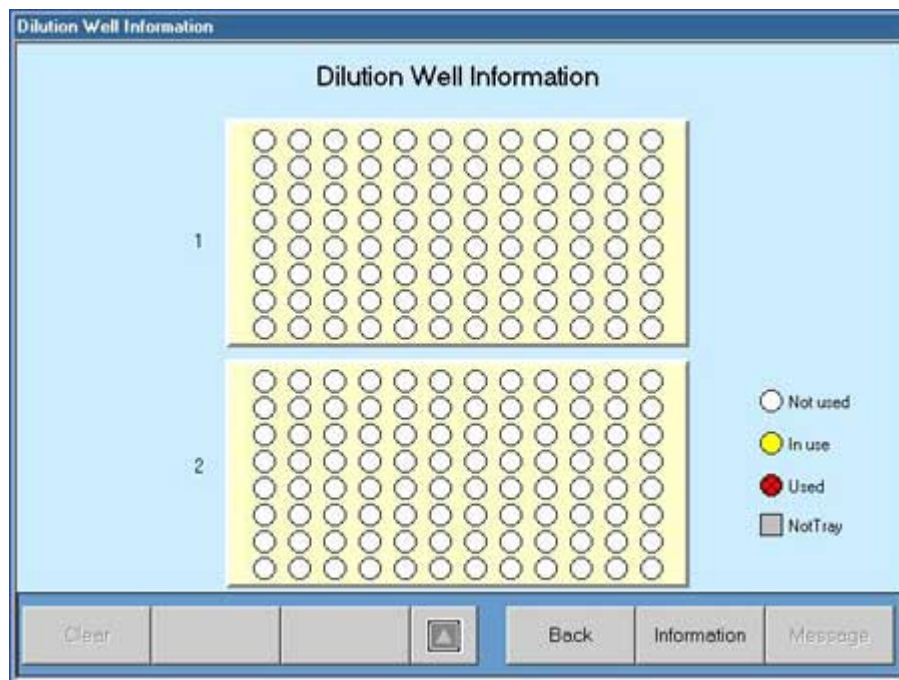 Dilution Well Information
Dilution Well Information
1
2
Not used
In use
Used
NotTray
Clear
Back
Information
Message